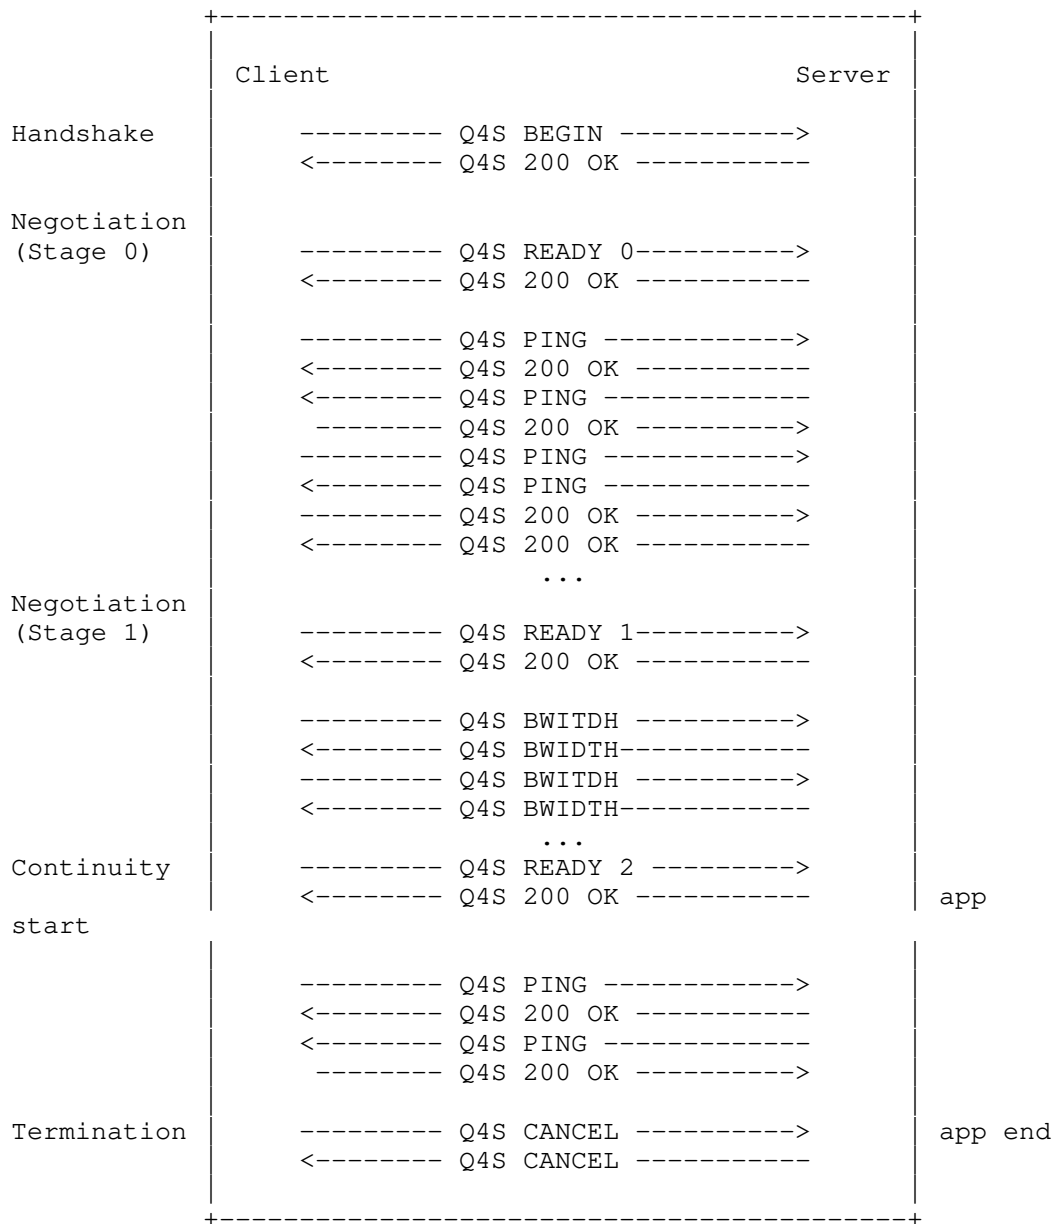 +-----------------------------------------------+
Client Server
Handshake --------- Q4S BEGIN ----------->
<-------- Q4S 200 OK -----------
Negotiation
(Stage 0) --------- Q4S READY 0---------->
<-------- Q4S 200 OK -----------
--------- Q4S PING ------------>
<-------- Q4S 200 OK -----------
<-------- Q4S PING -------------
-------- Q4S 200 OK ---------->
--------- Q4S PING ------------>
<-------- Q4S PING -------------
--------- Q4S 200 OK ---------->
<-------- Q4S 200 OK -----------
...
Negotiation
(Stage 1) --------- Q4S READY 1---------->
<-------- Q4S 200 OK -----------
--------- Q4S BWITDH ---------->
<-------- Q4S BWIDTH------------
--------- Q4S BWITDH ---------->
<-------- Q4S BWIDTH------------
...
Continuity --------- Q4S READY 2 --------->
<-------- Q4S 200 OK ----------- app
start
--------- Q4S PING ------------>
<-------- Q4S 200 OK -----------
<-------- Q4S PING -------------
-------- Q4S 200 OK ---------->
Termination --------- Q4S CANCEL ----------> app end
<-------- Q4S CANCEL -----------
+-----------------------------------------------+